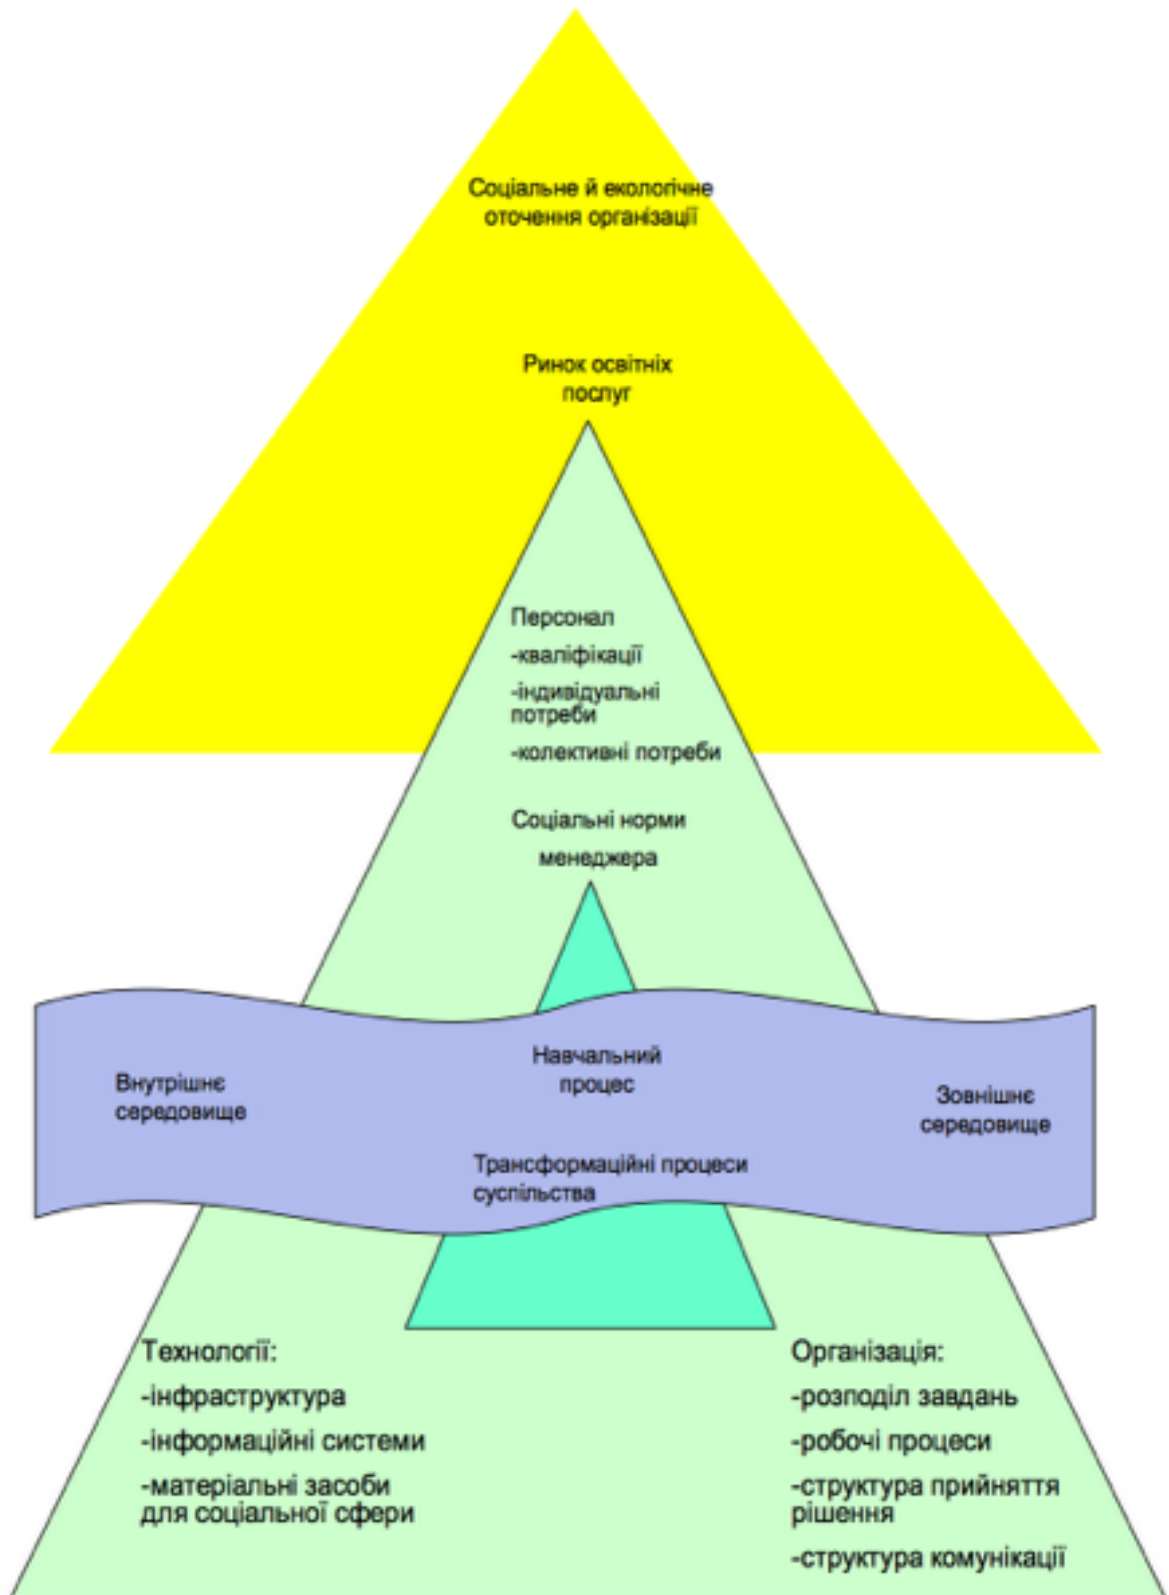 Соціальне й екологічне
оточення організації
Ринок освітніх
послуг
Персонал
-кваліфікації
-індивідуальні
потреби
-колективні потреби
Соціальні норми
менеджера
Внутрішнє
середовище
Навчальний
процес
Зовнішнє
середовище
Трансформаційні процеси
суспільства
Технології:
-інфраструктура
-інформаційні системи
-матеріальні засоби
для соціальної сфери
Організація:
-розподіл завдань
-робочі процеси
-структура прийняття
рішення
-структура комунікації